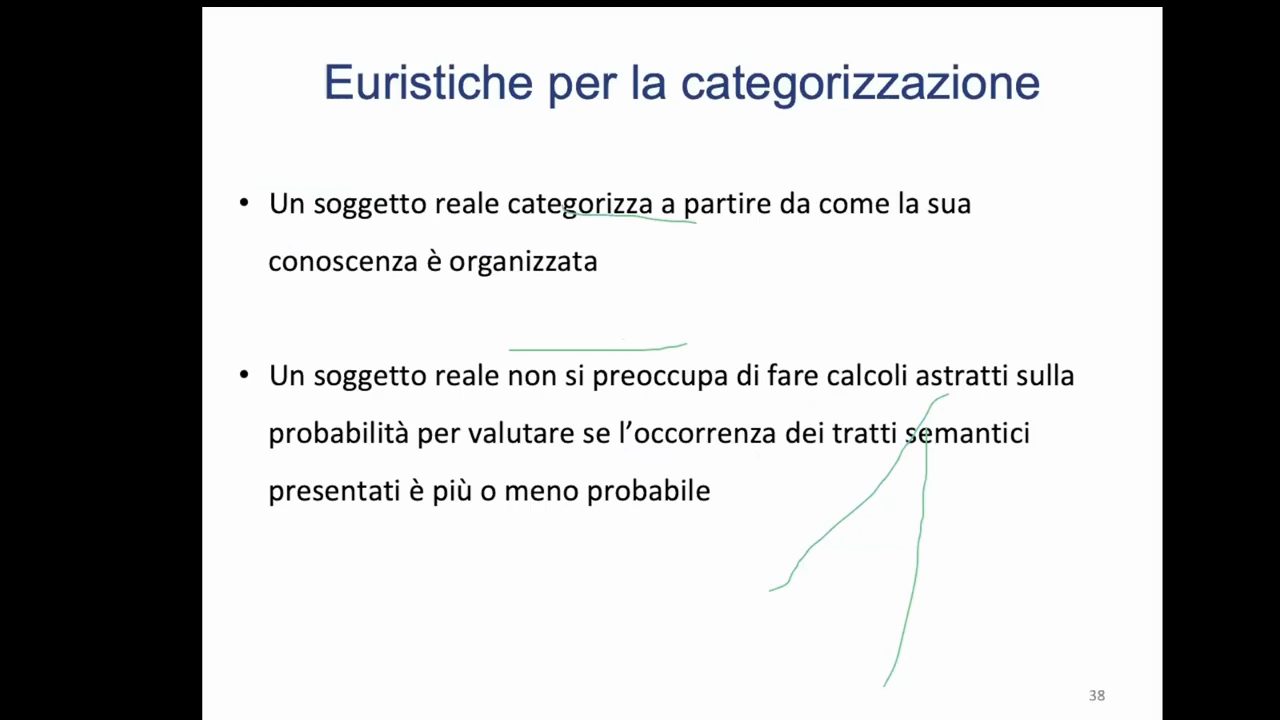 Euristiche per la categorizzazione
• Un soggetto reale categorizza a partire da come la sua
conoscenza è organizzata
• Un soggetto reale non si preoccupa di fare calcoli astratti sulla
probabilità per valutare se l’occorrenza dei tratti semantici
presentati è più o meno probabile
38